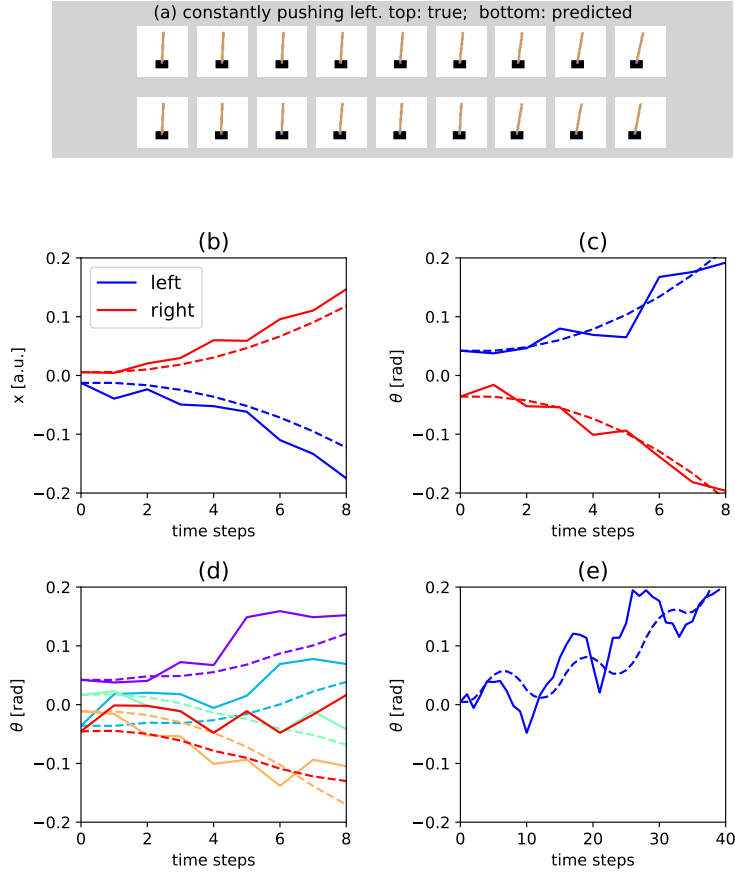 (a) constantly pushing left. top: true;  bottom: predicted
(b)
0.2
0.1
0.0
−0.1
−0.2
x [a.u.]
left
right
0
2
4
6
8
time steps
(c)
0.2
0.1
0.0
−0.1
−0.2
θ [rad]
0
2
4
6
8
time steps
(d)
0.2
0.1
0.0
−0.1
−0.2
θ [rad]
0
2
4
6
8
time steps
(e)
0.2
0.1
0.0
−0.1
−0.2
θ [rad]
0
10
20
30
40
time steps